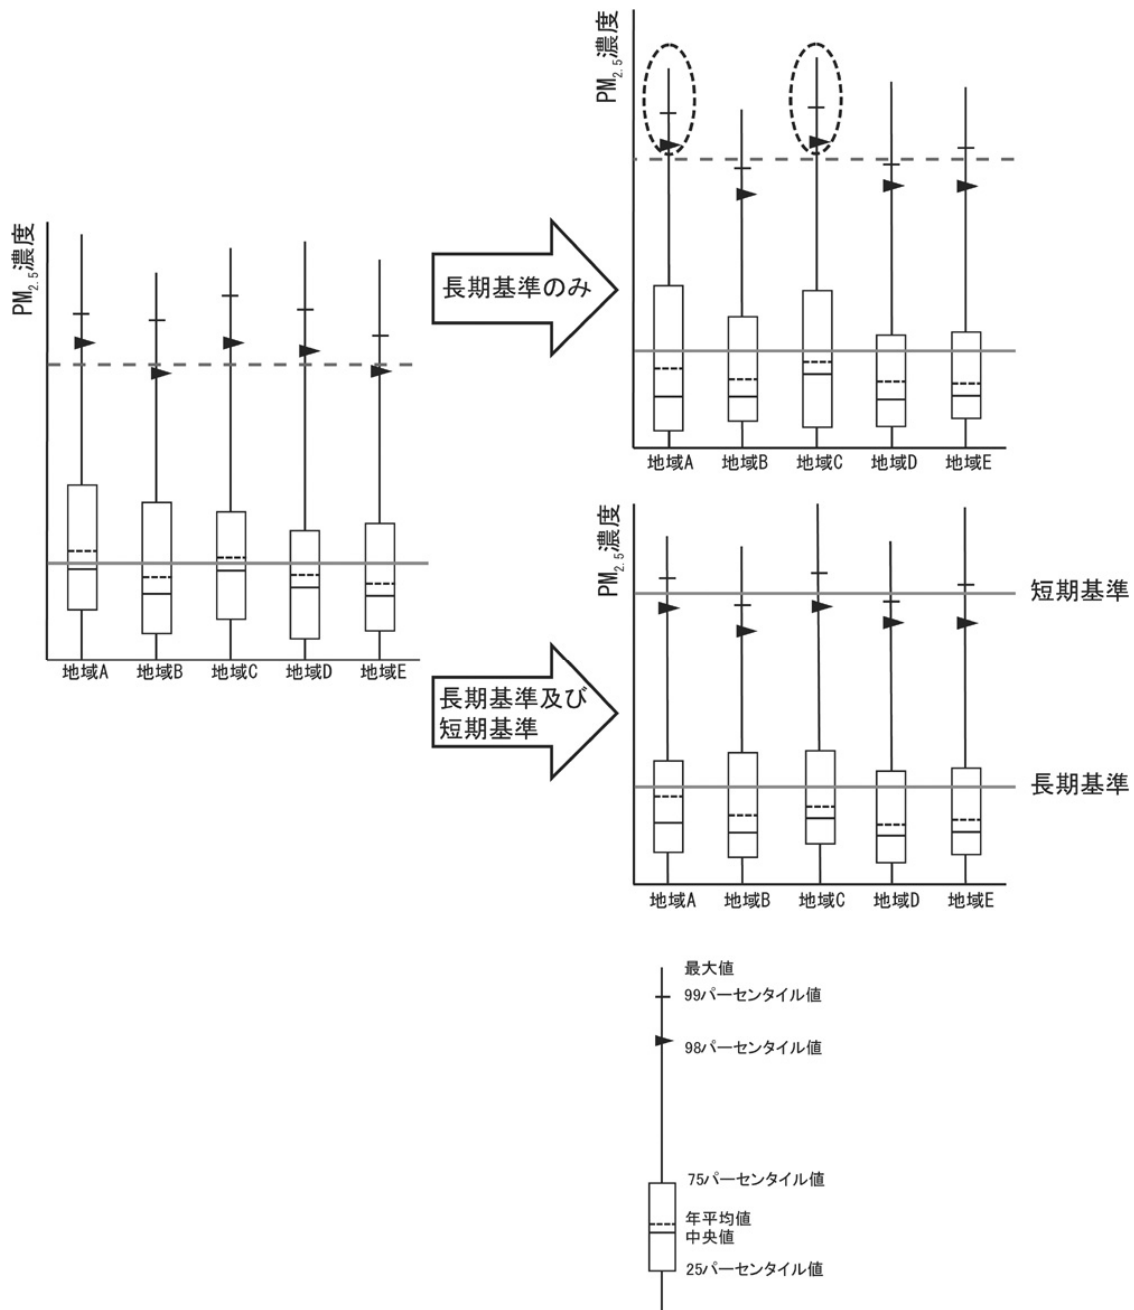 PM2.5濃度
地域A 地域B 地域C 地域D 地域E
長期基準のみ
PM2.5濃度
地域A 地域B 地域C 地域D 地域E
長期基準及び
短期基準
PM2.5濃度
短期基準
長期基準
地域A 地域B 地域C 地域D 地域E
最大値
99パーセンタイル値
98パーセンタイル値
75パーセンタイル値
年平均値
中央値
25パーセンタイル値